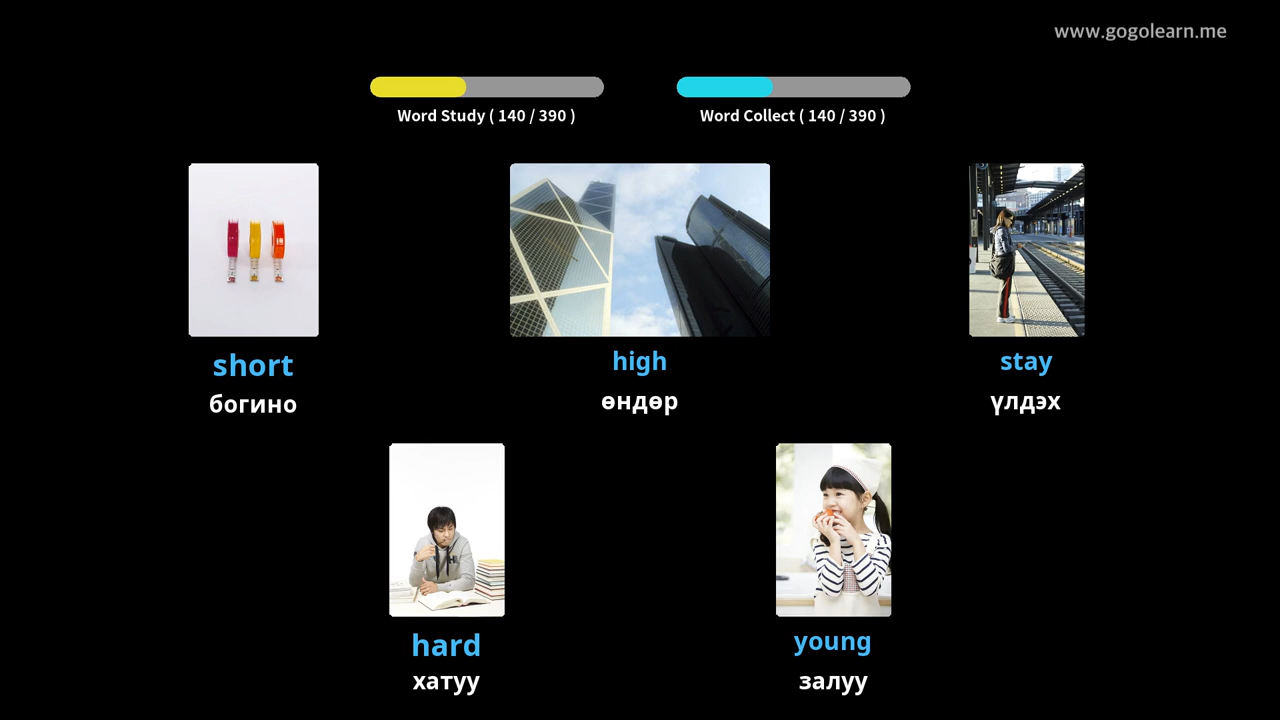 www.gogolearn.me
Word Study ( 140 / 390 )
Word Collect ( 140 / 390 )
short
богино
high
өндөр
stay
үлдэх
hard
хатуу
young
залуу